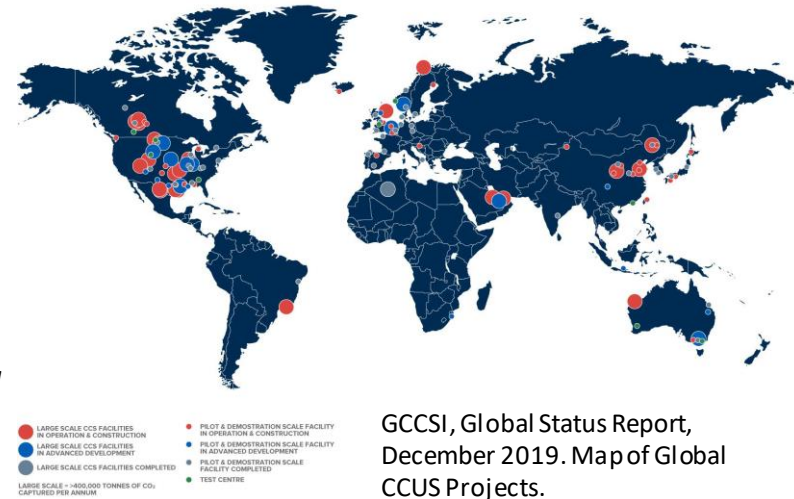 LARGE SCALE CCS FACILITIES
IN OPERATION & CONSTRUCTION
LARGE SCALE CCS FACILITIES
IN ADVANCED DEVELOPMENT
LARGE SCALE CCS FACILITIES COMPLETED
LARGE SCALE = >400,000 TONNES OF CO₂
CAPTURED PER ANNUM
PILOT & DEMOSTRATION SCALE FACILITY
IN OPERATION & CONSTRUCTION
PILOT & DEMOSTRATION SCALE FACILITY
IN ADVANCED DEVELOPMENT
PILOT & DEMOSTRATION SCALE
FACILITY COMPLETED
TEST CENTRE
GCCSI, Global Status Report,
December 2019. Map of Global
CCUS Projects.